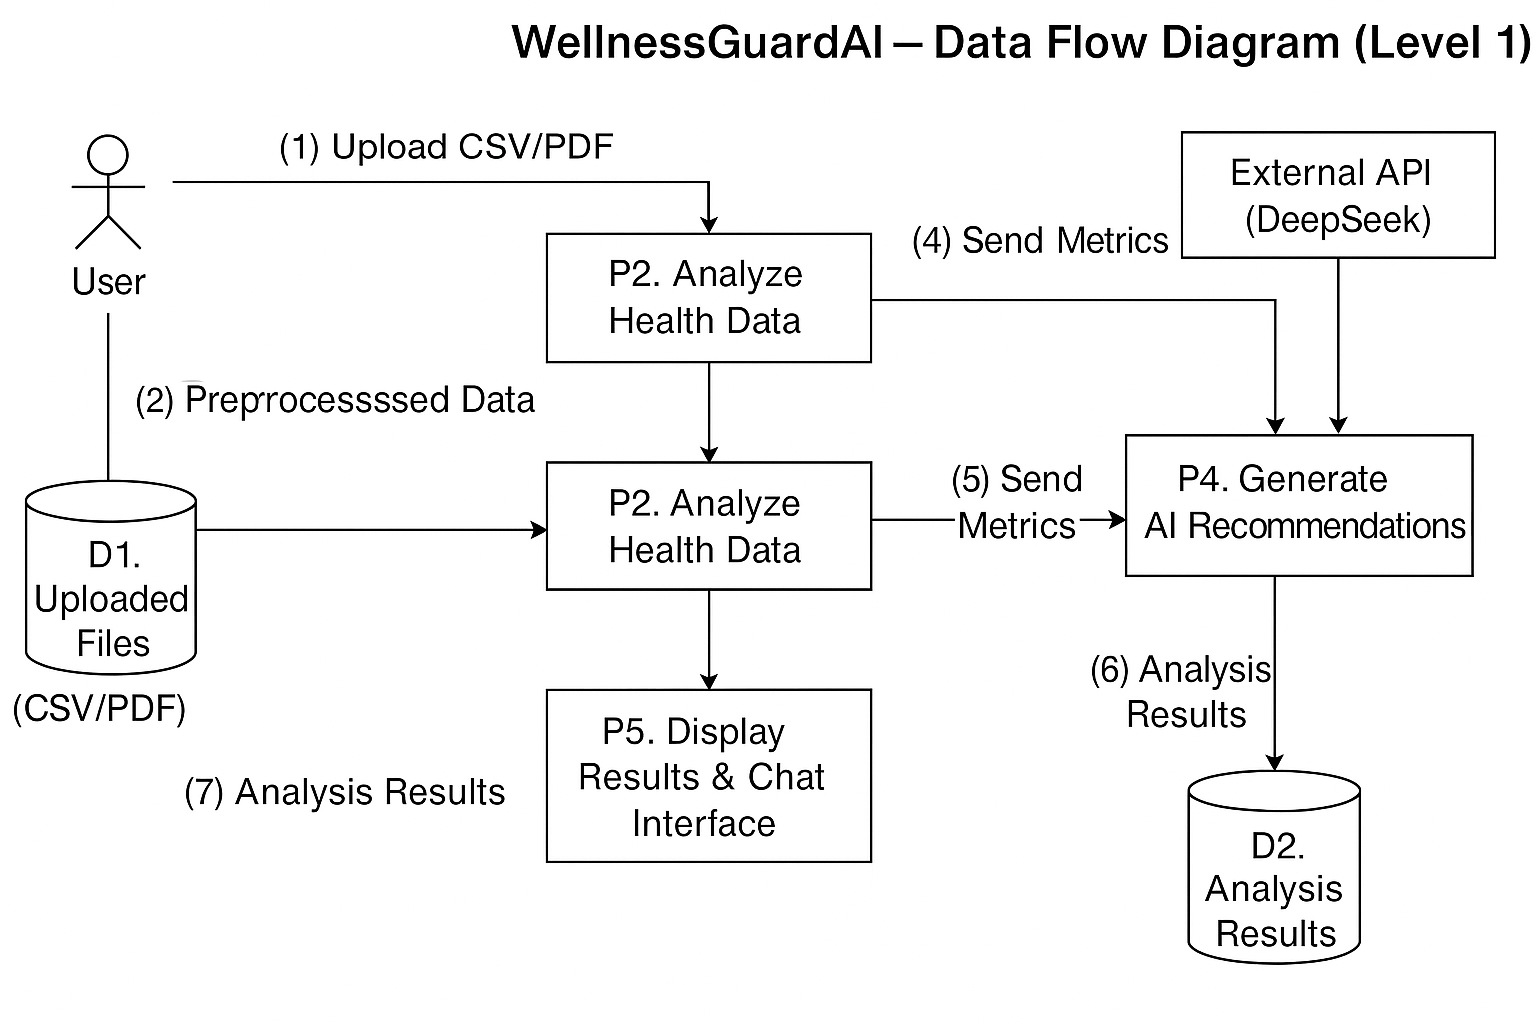 WellnessGuardAI – Data Flow Diagram (Level 1)
(1) Upload CSV/PDF
External API
(DeepSeek)
User
P2. Analyze
Health Data
(4) Send Metrics
(2) Preprrocessssed Data
P2. Analyze
Health Data
(5) Send
Metrics
P4. Generate
AI Recommendations
D1.
Uploaded
Files
(CSV/PDF)
(6) Analysis
Results
P5. Display
Results & Chat
Interface
(7) Analysis Results
D2.
Analysis
Results